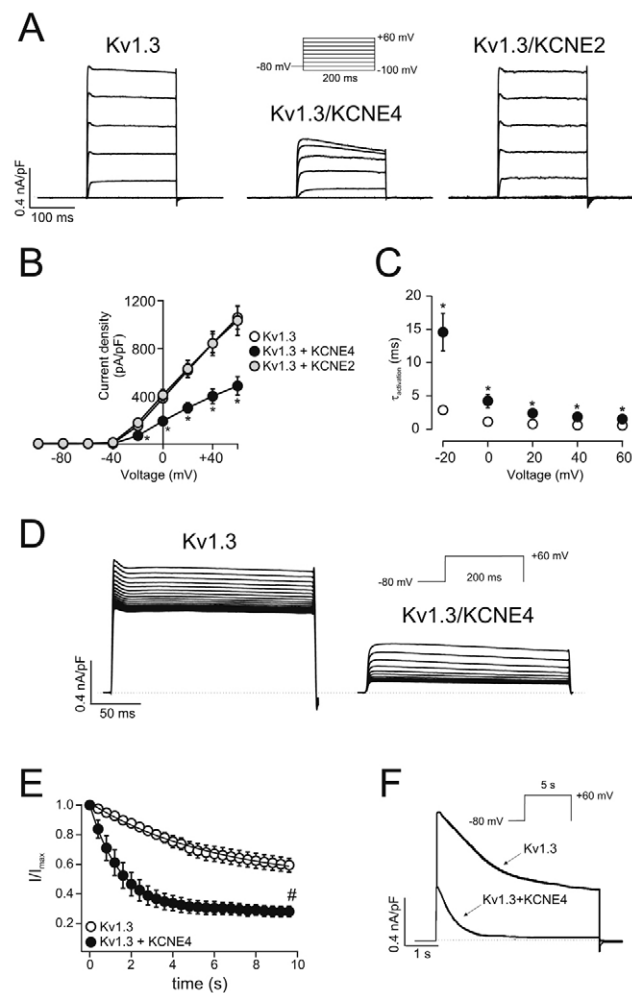 A
Kv1.3
+60 mV
-80 mV
-100 mV
200 ms
Kv1.3/KCNE4
Kv1.3/KCNE2
0.4 nA/pF
100 ms
B
Current density
(pA/pF)
1200
800
400
Kv1.3
Kv1.3 + KCNE4
Kv1.3 + KCNE2
*
*
*
*
*
-80
-40
0
+40
Voltage (mV)
C
τactivation (ms)
20
15
10
5
0
*
*
*
*
*
-20
0
20
40
60
Voltage (mV)
D
Kv1.3
+60 mV
-80 mV
200 ms
Kv1.3/KCNE4
0.4 nA/pF
50 ms
E
I/Imax
1.0
0.8
0.6
0.4
0.2
#
Kv1.3
Kv1.3 + KCNE4
0
2
4
6
8
10
time (s)
F
5 s
+60 mV
-80 mV
Kv1.3
Kv1.3+KCNE4
0.4 nA/pF
1 s